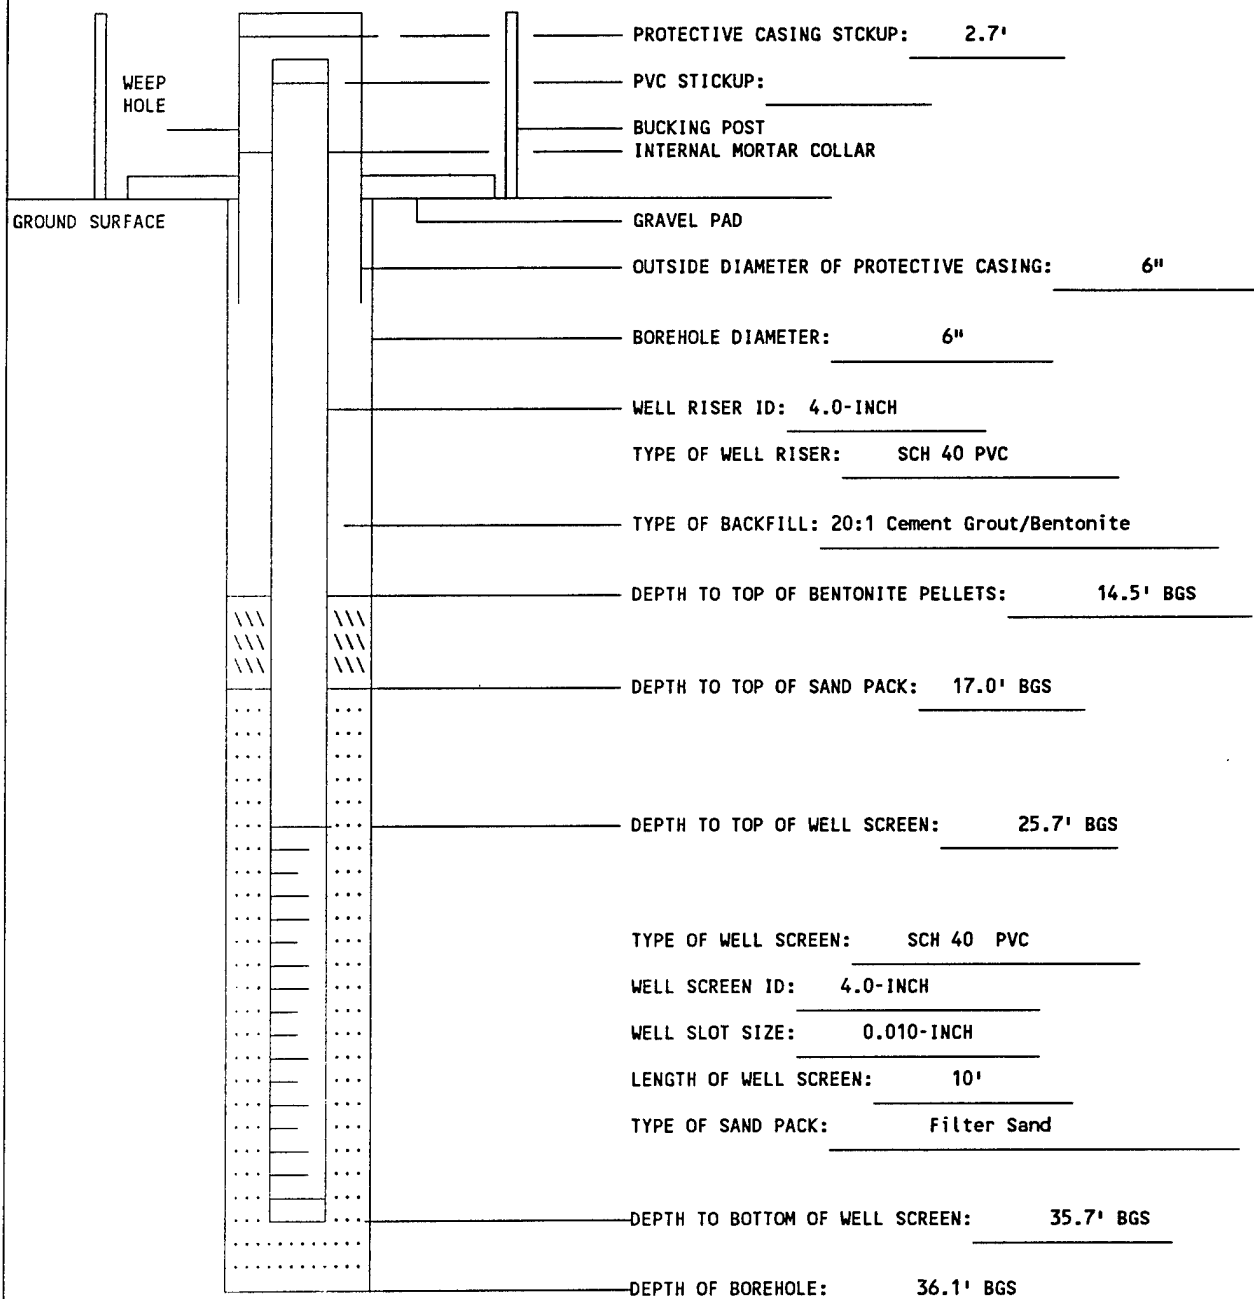 PROTECTIVE CASING STCKUP: 2.7'
WEEP
HOLE
PVC STICKUP:
BUCKING POST
INTERNAL MORTAR COLLAR
GROUND SURFACE
GRAVEL PAD
OUTSIDE DIAMETER OF PROTECTIVE CASING: 6"
BOREHOLE DIAMETER: 6"
WELL RISER ID: 4.0-INCH
TYPE OF WELL RISER: SCH 40 PVC
TYPE OF BACKFILL: 20:1 Cement Grout/Bentonite
DEPTH TO TOP OF BENTONITE PELLETS: 14.5' BGS
DEPTH TO TOP OF SAND PACK: 17.0' BGS
DEPTH TO TOP OF WELL SCREEN: 25.7' BGS
TYPE OF WELL SCREEN: SCH 40 PVC
WELL SCREEN ID: 4.0-INCH
WELL SLOT SIZE: 0.010-INCH
LENGTH OF WELL SCREEN: 10'
TYPE OF SAND PACK: Filter Sand
DEPTH TO BOTTOM OF WELL SCREEN: 35.7' BGS
DEPTH OF BOREHOLE: 36.1' BGS